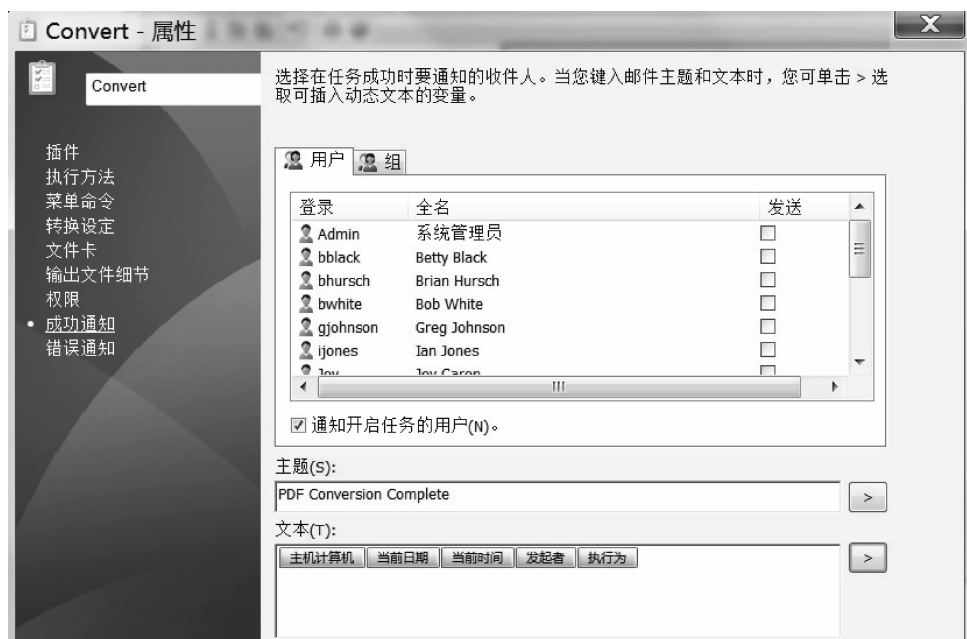 Convert - 属性
X
Convert
插件
执行方法
菜单命令
转换设定
文件卡
输出文件细节
权限
• 成功通知
错误通知
选择在任务成功时要通知的收件人。当您键入邮件主题和文本时，您可单击 > 选
取可插入动态文本的变量。
用户 组
登录 全名 发送
Admin 系统管理员
bblack Betty Black
bhursch Brian Hursch
bwhite Bob White
gjohnson Greg Johnson
ijones Ian Jones
Joy Joy Caron
通知开启任务的用户(N)。
主题(S):
PDF Conversion Complete >
文本(T):
主机计算机 当前日期 当前时间 发起者 执行为 >